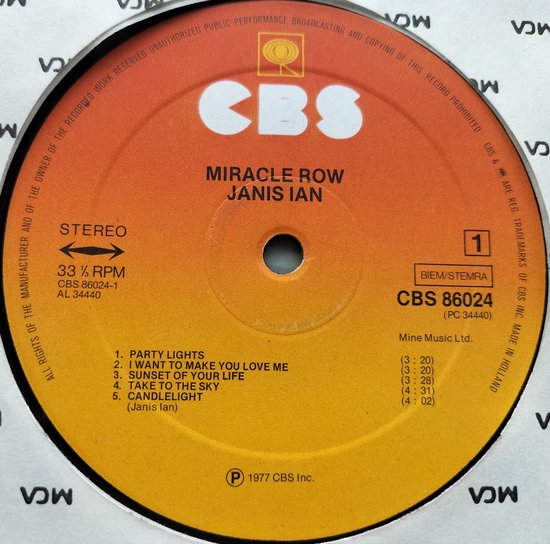 ALL RIGHTS OF THE MANUFACTURER AND OF THE OWNER OF THE RECORDED WORK RESERVED UNAUTHORIZED PUBLIC PERFORMANCE BROADCASTING AND COPYING OF THIS RECORD PROHIBITED
CBS & ARE REG. TRADEMARKS OF CBS INC. MADE IN HOLLAND
CBS
MIRACLE ROW
JANIS IAN
STEREO
33 ⅓ RPM
CBS 86024-1
AL 34440
1
BIEM/STEMRA
CBS 86024
(PC 34440)
Mine Music Ltd.
1. PARTY LIGHTS (3 : 20)
2. I WANT TO MAKE YOU LOVE ME (3 : 20)
3. SUNSET OF YOUR LIFE (3 : 28)
4. TAKE TO THE SKY (4 : 31)
5. CANDLELIGHT (4 : 02)
(Janis Ian)
℗ 1977 CBS Inc.
MCA
MCA
MCA
MCA
MCA
MCA
MCA
MCA